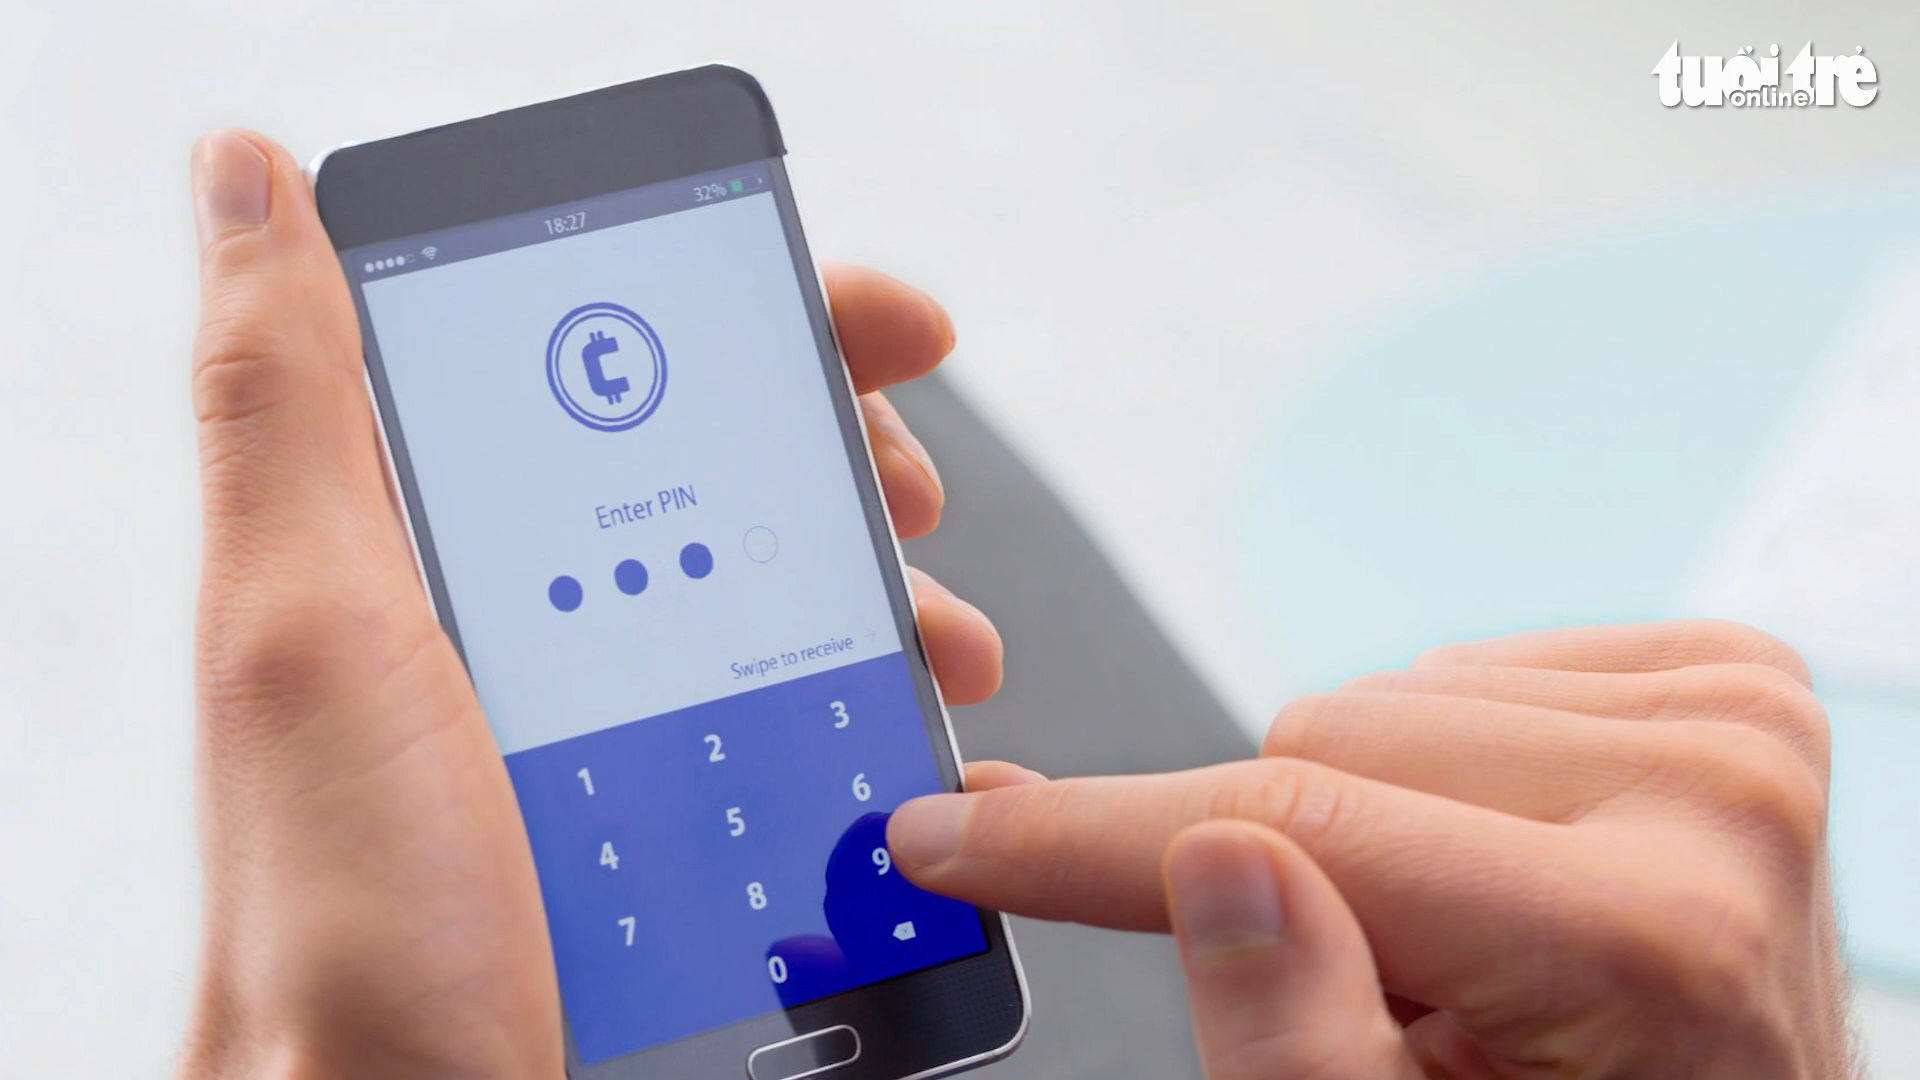 tuổi trẻ
online
32%
18:27
Enter PIN
Swipe to receive
1 2 3
4 5 6
7 8 9
0